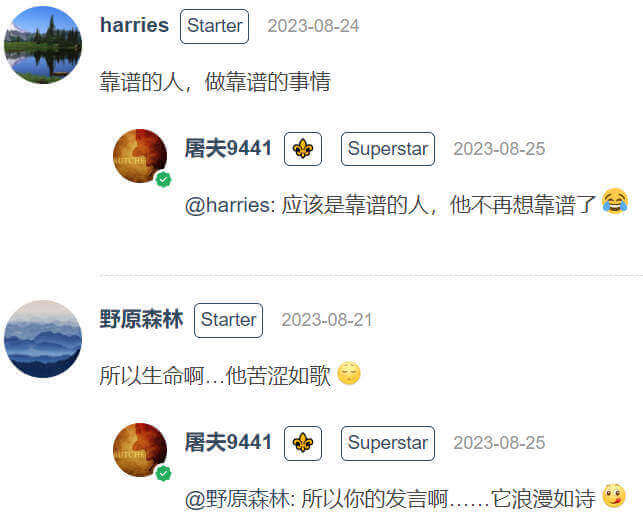 harries Starter 2023-08-24
靠谱的人，做靠谱的事情
屠夫9441 Superstar 2023-08-25
@harries: 应该是靠谱的人，他不再想靠谱了😂
野原森林 Starter 2023-08-21
所以生命啊…他苦涩如歌😌
屠夫9441 Superstar 2023-08-25
@野原森林: 所以你的发言啊……它浪漫如诗😋